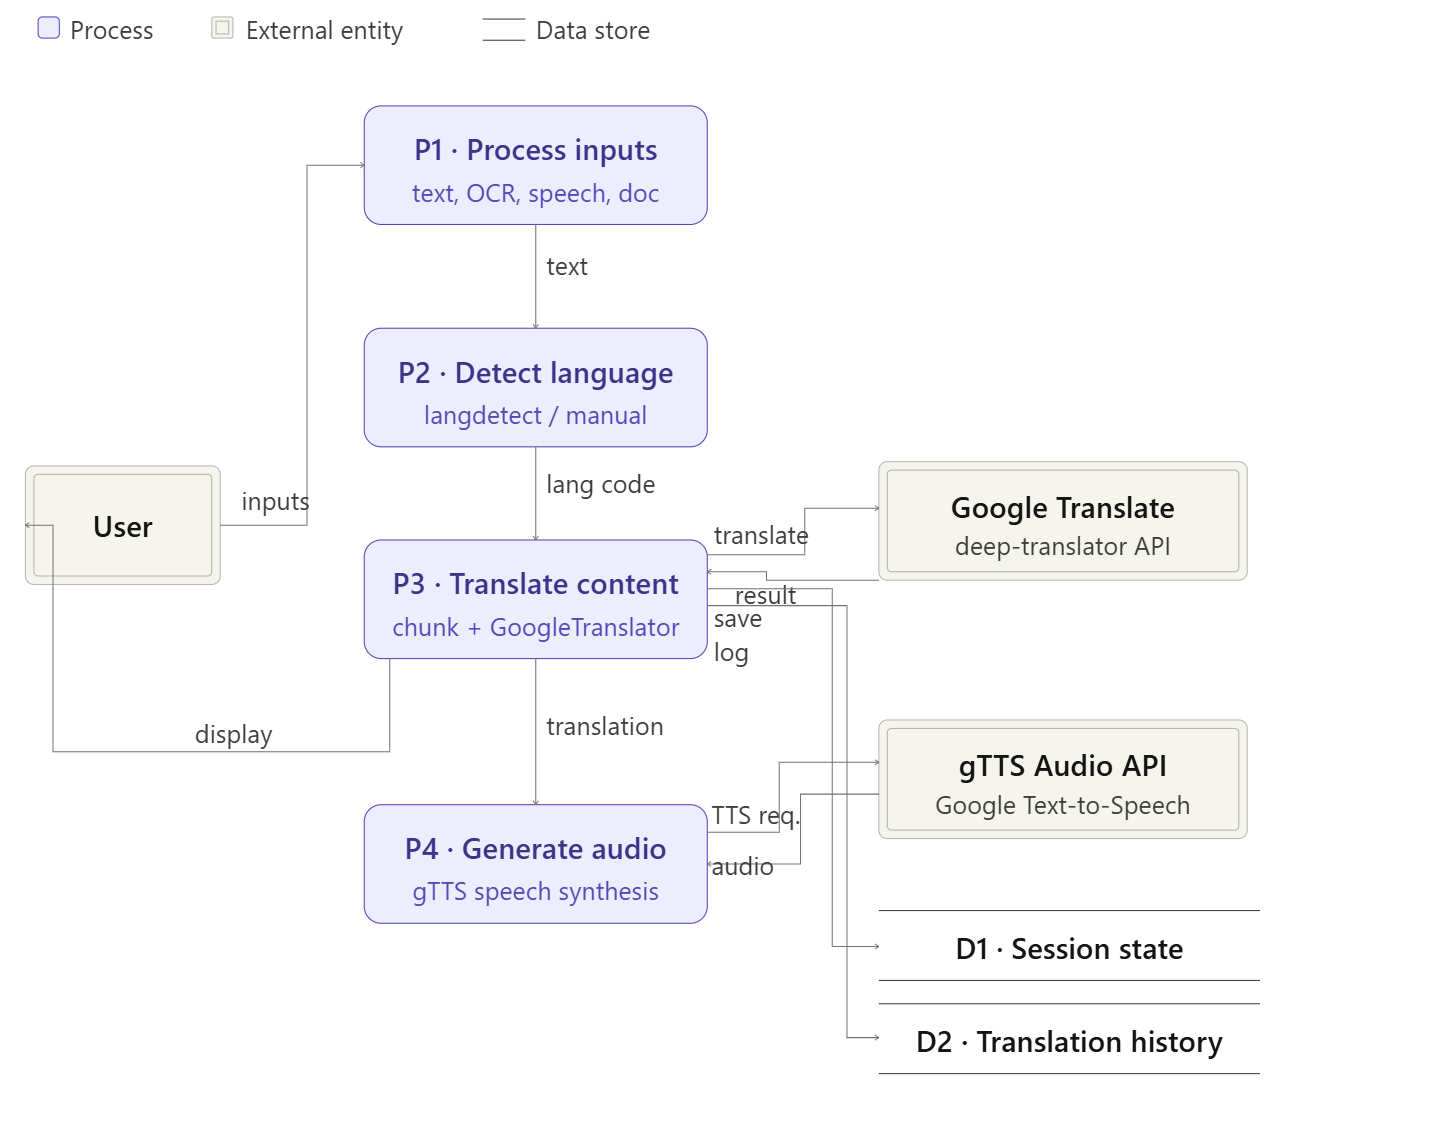 Process
External entity
Data store
P1 · Process inputs
text, OCR, speech, doc
text
P2 · Detect language
langdetect / manual
lang code
inputs
User
Google Translate
deep-translator API
translate
P3 · Translate content
chunk + GoogleTranslator
result
save
log
display
translation
gTTS Audio API
Google Text-to-Speech
TTS req.
P4 · Generate audio
gTTS speech synthesis
audio
D1 · Session state
D2 · Translation history